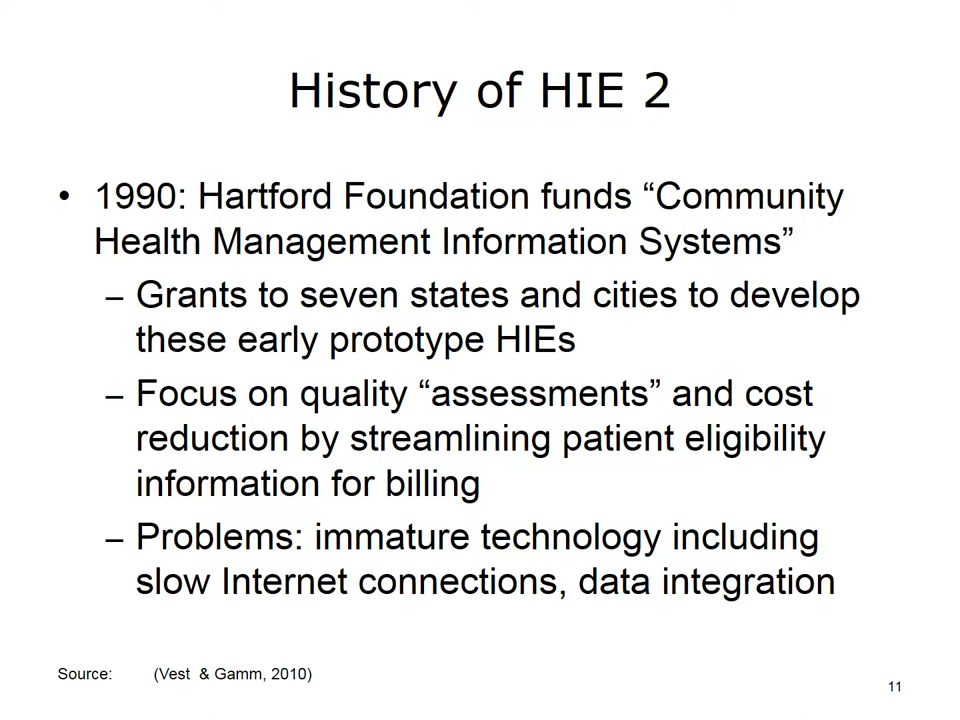 History of HIE 2
• 1990: Hartford Foundation funds “Community
Health Management Information Systems”
– Grants to seven states and cities to develop
these early prototype HIEs
– Focus on quality “assessments” and cost
reduction by streamlining patient eligibility
information for billing
– Problems: immature technology including
slow Internet connections, data integration
Source: (Vest & Gamm, 2010)
11